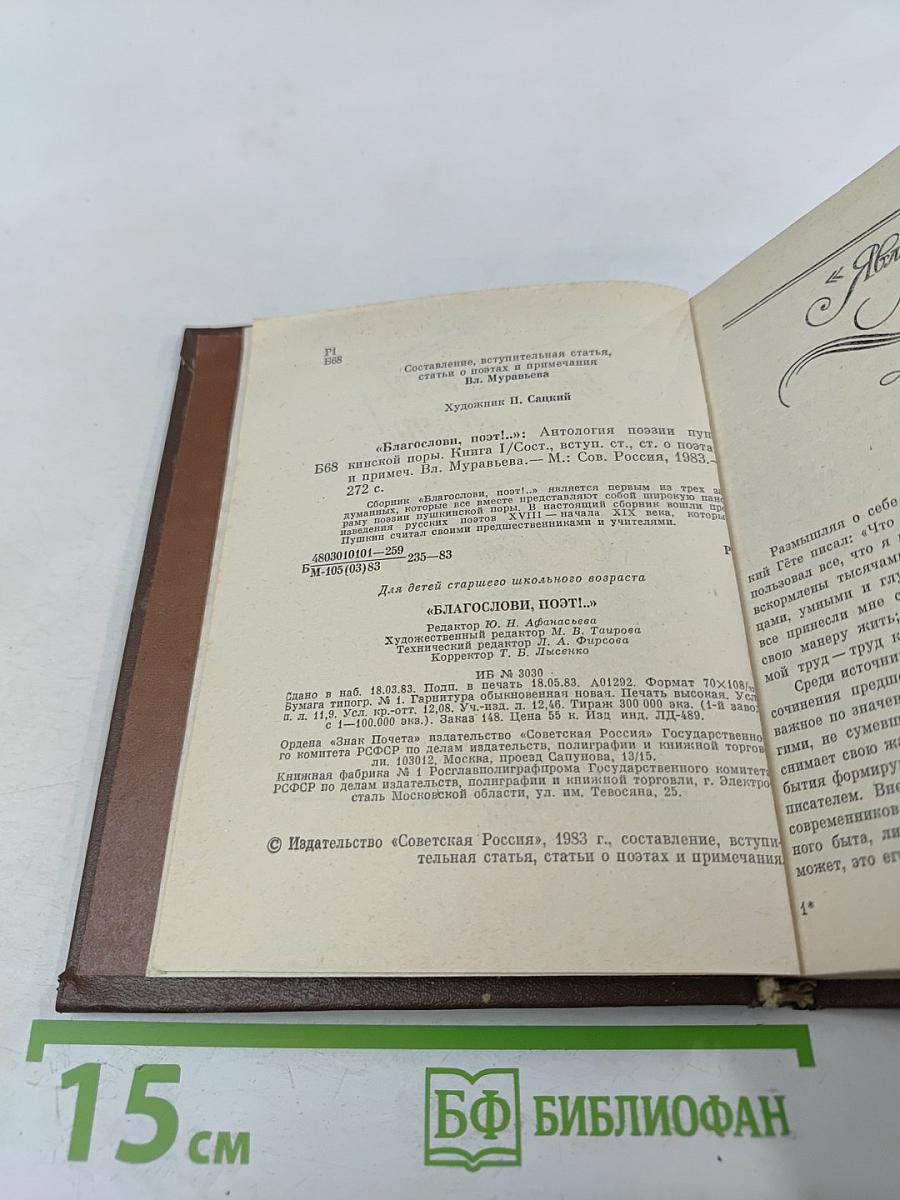 Р1
Б68
Составление, вступительная статья,
статьи о поэтах и примечания
Вл. Муравьева
Художник П. Сацкий
«Благослови, поэт!..»: Антология поэзии пуш
Б68 кинской поры. Книга I/Сост., вступ. ст., ст. о поэта
и примеч. Вл. Муравьева.— М.: Сов. Россия, 1983.—
272 с.
Сборник «Благослови, поэт!..» является первым из трех за
думанных, которые все вместе представляют собой широкую пано
раму поэзии пушкинской поры. В настоящий сборник вошли про
изведения русских поэтов XVIII — начала XIX века, которы
Пушкин считал своими предшественниками и учителями.
Б 4803010101—259 235—83
М-105(03)83
Р
Для детей старшего школьного возраста
«БЛАГОСЛОВИ, ПОЭТ!..»
Редактор Ю. Н. Афанасьева
Художественный редактор М. В. Таирова
Технический редактор Л. А. Фирсова
Корректор Т. Б. Лысенко
ИБ № 3030
Сдано в наб. 18.03.83. Подп. в печать 18.05.83. А01292. Формат 70×108/
Бумага типогр. № 1. Гарнитура обыкновенная новая. Печать высокая. Усл
п. л. 11,9. Усл. кр.-отт. 12,08. Уч.-изд. л. 12,46. Тираж 300 000 экз. (1-й заво
с 1—100.000 экз.). Заказ 148. Цена 55 к. Изд инд. ЛД-489.
Ордена «Знак Почета» издательство «Советская Россия» Государственно-
го комитета РСФСР по делам издательств, полиграфии и книжной торгов-
ли. 103012, Москва, проезд Сапунова, 13/15.
Книжная фабрика № 1 Росглавполиграфпрома Государственного комитета
РСФСР по делам издательств, полиграфии и книжной торговли, г. Электро-
сталь Московской области, ул. им. Тевосяна, 25.
© Издательство «Советская Россия», 1983 г., составление, вступи-
тельная статья, статьи о поэтах и примечания
«Явл
Размышляя о себе
кий Гёте писал: «Что
пользовал все, что я
вскормлены тысячам
цами, умными и глу
все принесли мне с
свою манеру жить;
мой труд — труд к
Среди источни
сочинения предше
важное по значен
гими, не сумевш
снимает свою жа
бытия формиру
писателем. Вне
современников
ного быта, ли
может, это его
1*
15 см
БФ БИБЛИОФАН